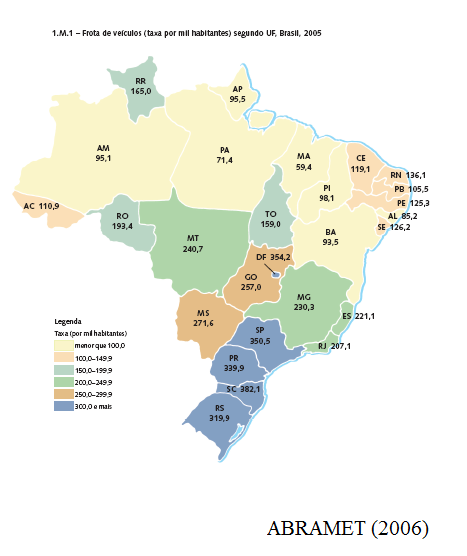 1.M.1 – Frota de veículos (taxa por mil habitantes) segundo UF, Brasil, 2005
RR
165,0
AP
95,5
AM
95,1
PA
71,4
MA
59,4
CE
119,1
RN 136,1
PB 105,5
PE 125,3
AL 85,2
SE 126,2
PI
98,1
AC 110,9
RO
193,4
TO
159,0
BA
93,5
MT
240,7
DF 354,2
GO
257,0
MG
230,3
MS
271,6
ES 221,1
SP
350,5
RJ 207,1
PR
339,9
SC 382,1
RS
319,9
Legenda
Taxa (por mil habitantes)
menor que 100,0
100,0–149,9
150,0–199,9
200,0–249,9
250,0–299,9
300,0 e mais
ABRAMET (2006)